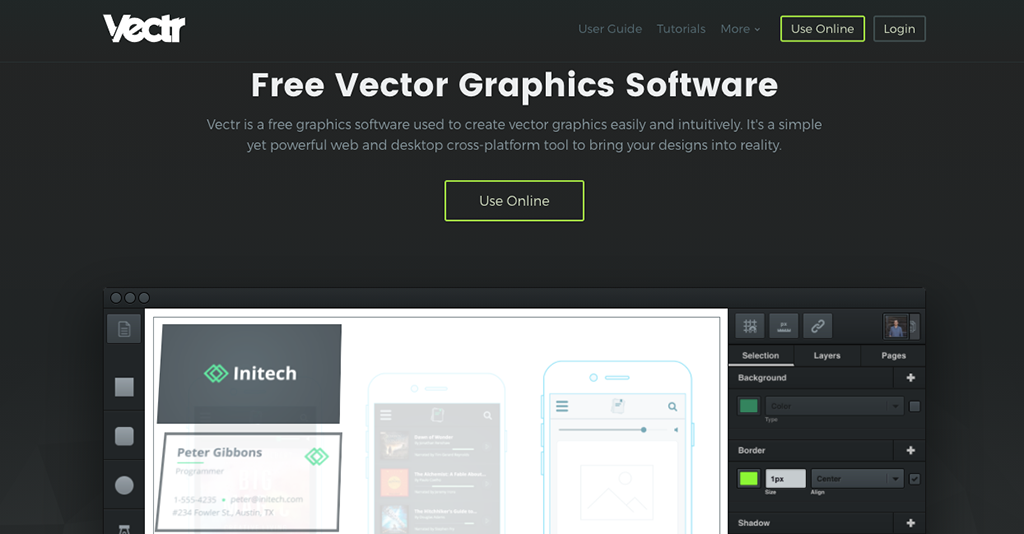 Vectr
User Guide Tutorials More Use Online Login
Free Vector Graphics Software
Vectr is a free graphics software used to create vector graphics easily and intuitively. It's a simple
yet powerful web and desktop cross-platform tool to bring your designs into reality.
Use Online
Initech
Peter Gibbons
Programmer
1-555-4235 • peter@initech.com
#234 Fowler St., Austin, TX
Selection Layers Pages
Background
Color
Type
Border
1px Center
Size Align
Shadow